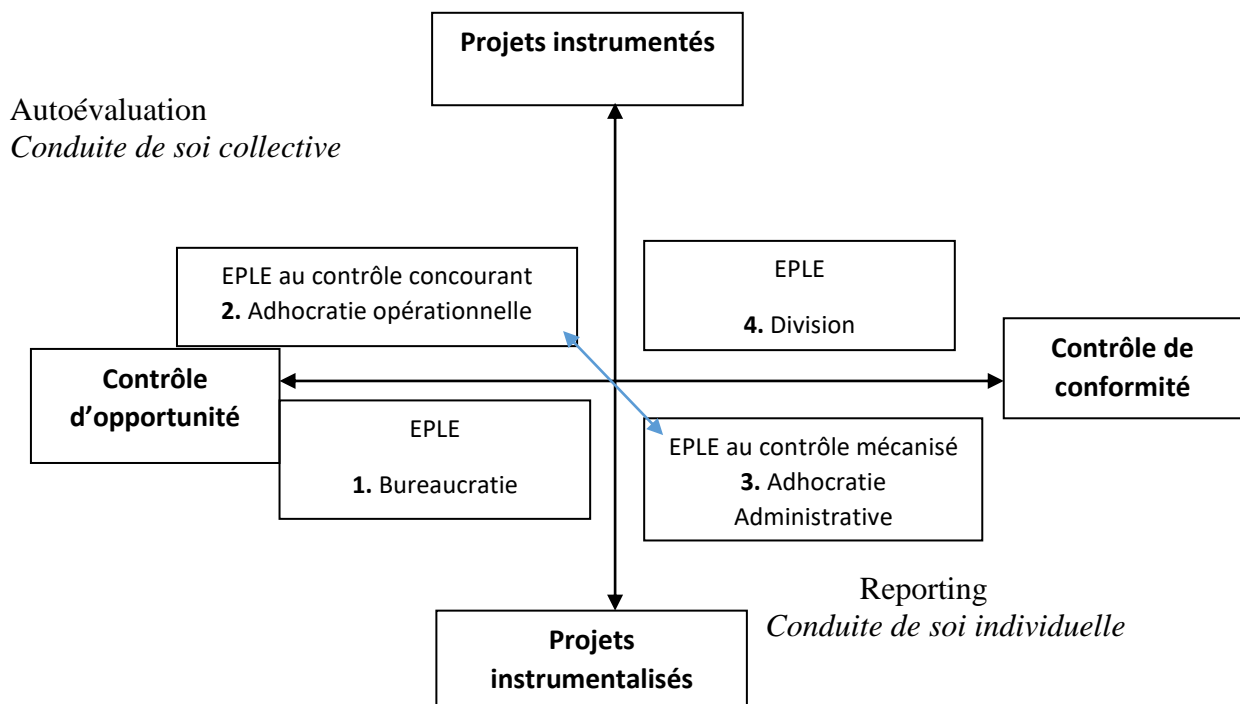 Projets instrumentés
Autoévaluation
Conduite de soi collective
EPLE au contrôle concourant
2. Adhocratie opérationnelle
EPLE
4. Division
Contrôle
d’opportunité
Contrôle de
conformité
EPLE
1. Bureaucratie
EPLE au contrôle mécanisé
3. Adhocratie
Administrative
Reporting
Conduite de soi individuelle
Projets
instrumentalisés